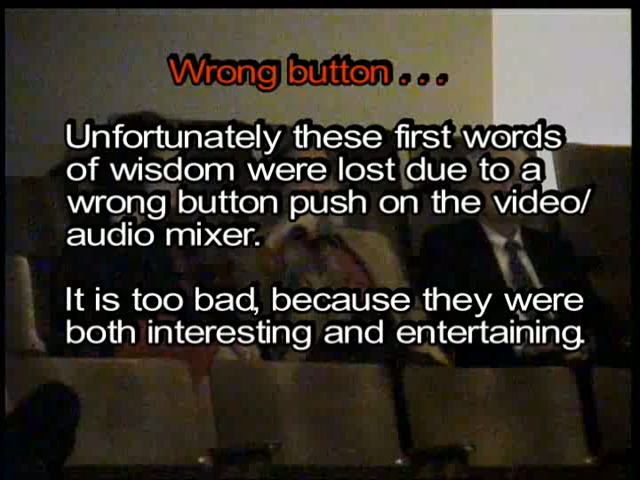 Wrong button . . .
Unfortunately these first words
of wisdom were lost due to a
wrong button push on the video/
audio mixer.
It is too bad, because they were
both interesting and entertaining.